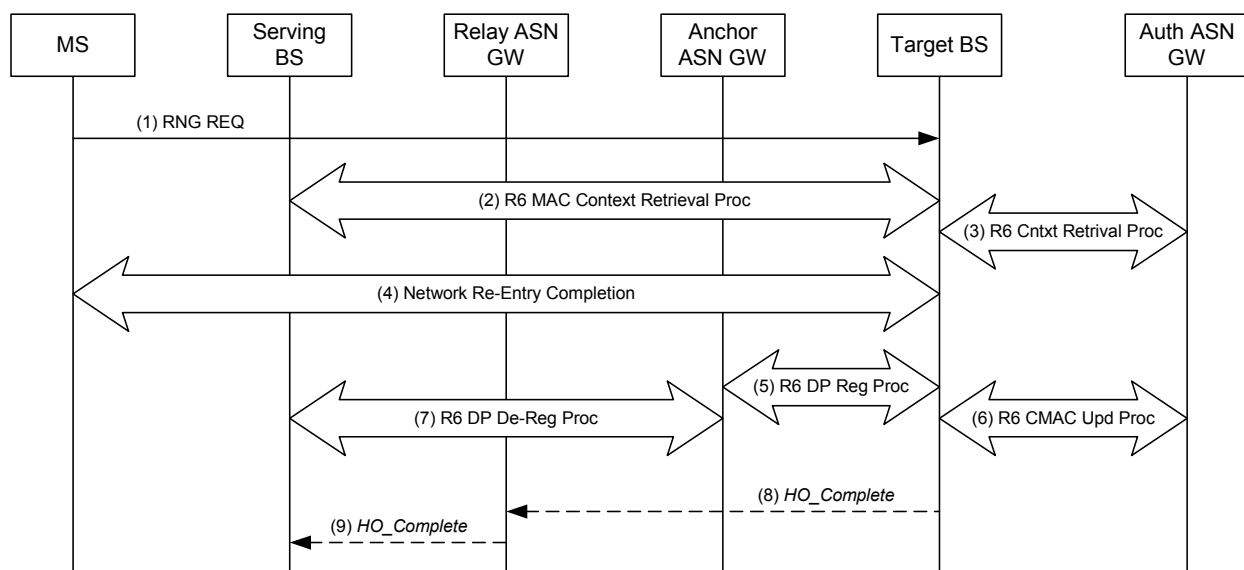 MS
Serving
BS
Relay ASN
GW
Anchor
ASN GW
Target BS
Auth ASN
GW
(1) RNG REQ
(2) R6 MAC Context Retrieval Proc
(3) R6 Cntxt Retrival Proc
(4) Network Re-Entry Completion
(5) R6 DP Reg Proc
(7) R6 DP De-Reg Proc
(6) R6 CMAC Upd Proc
(8) HO_Complete
(9) HO_Complete